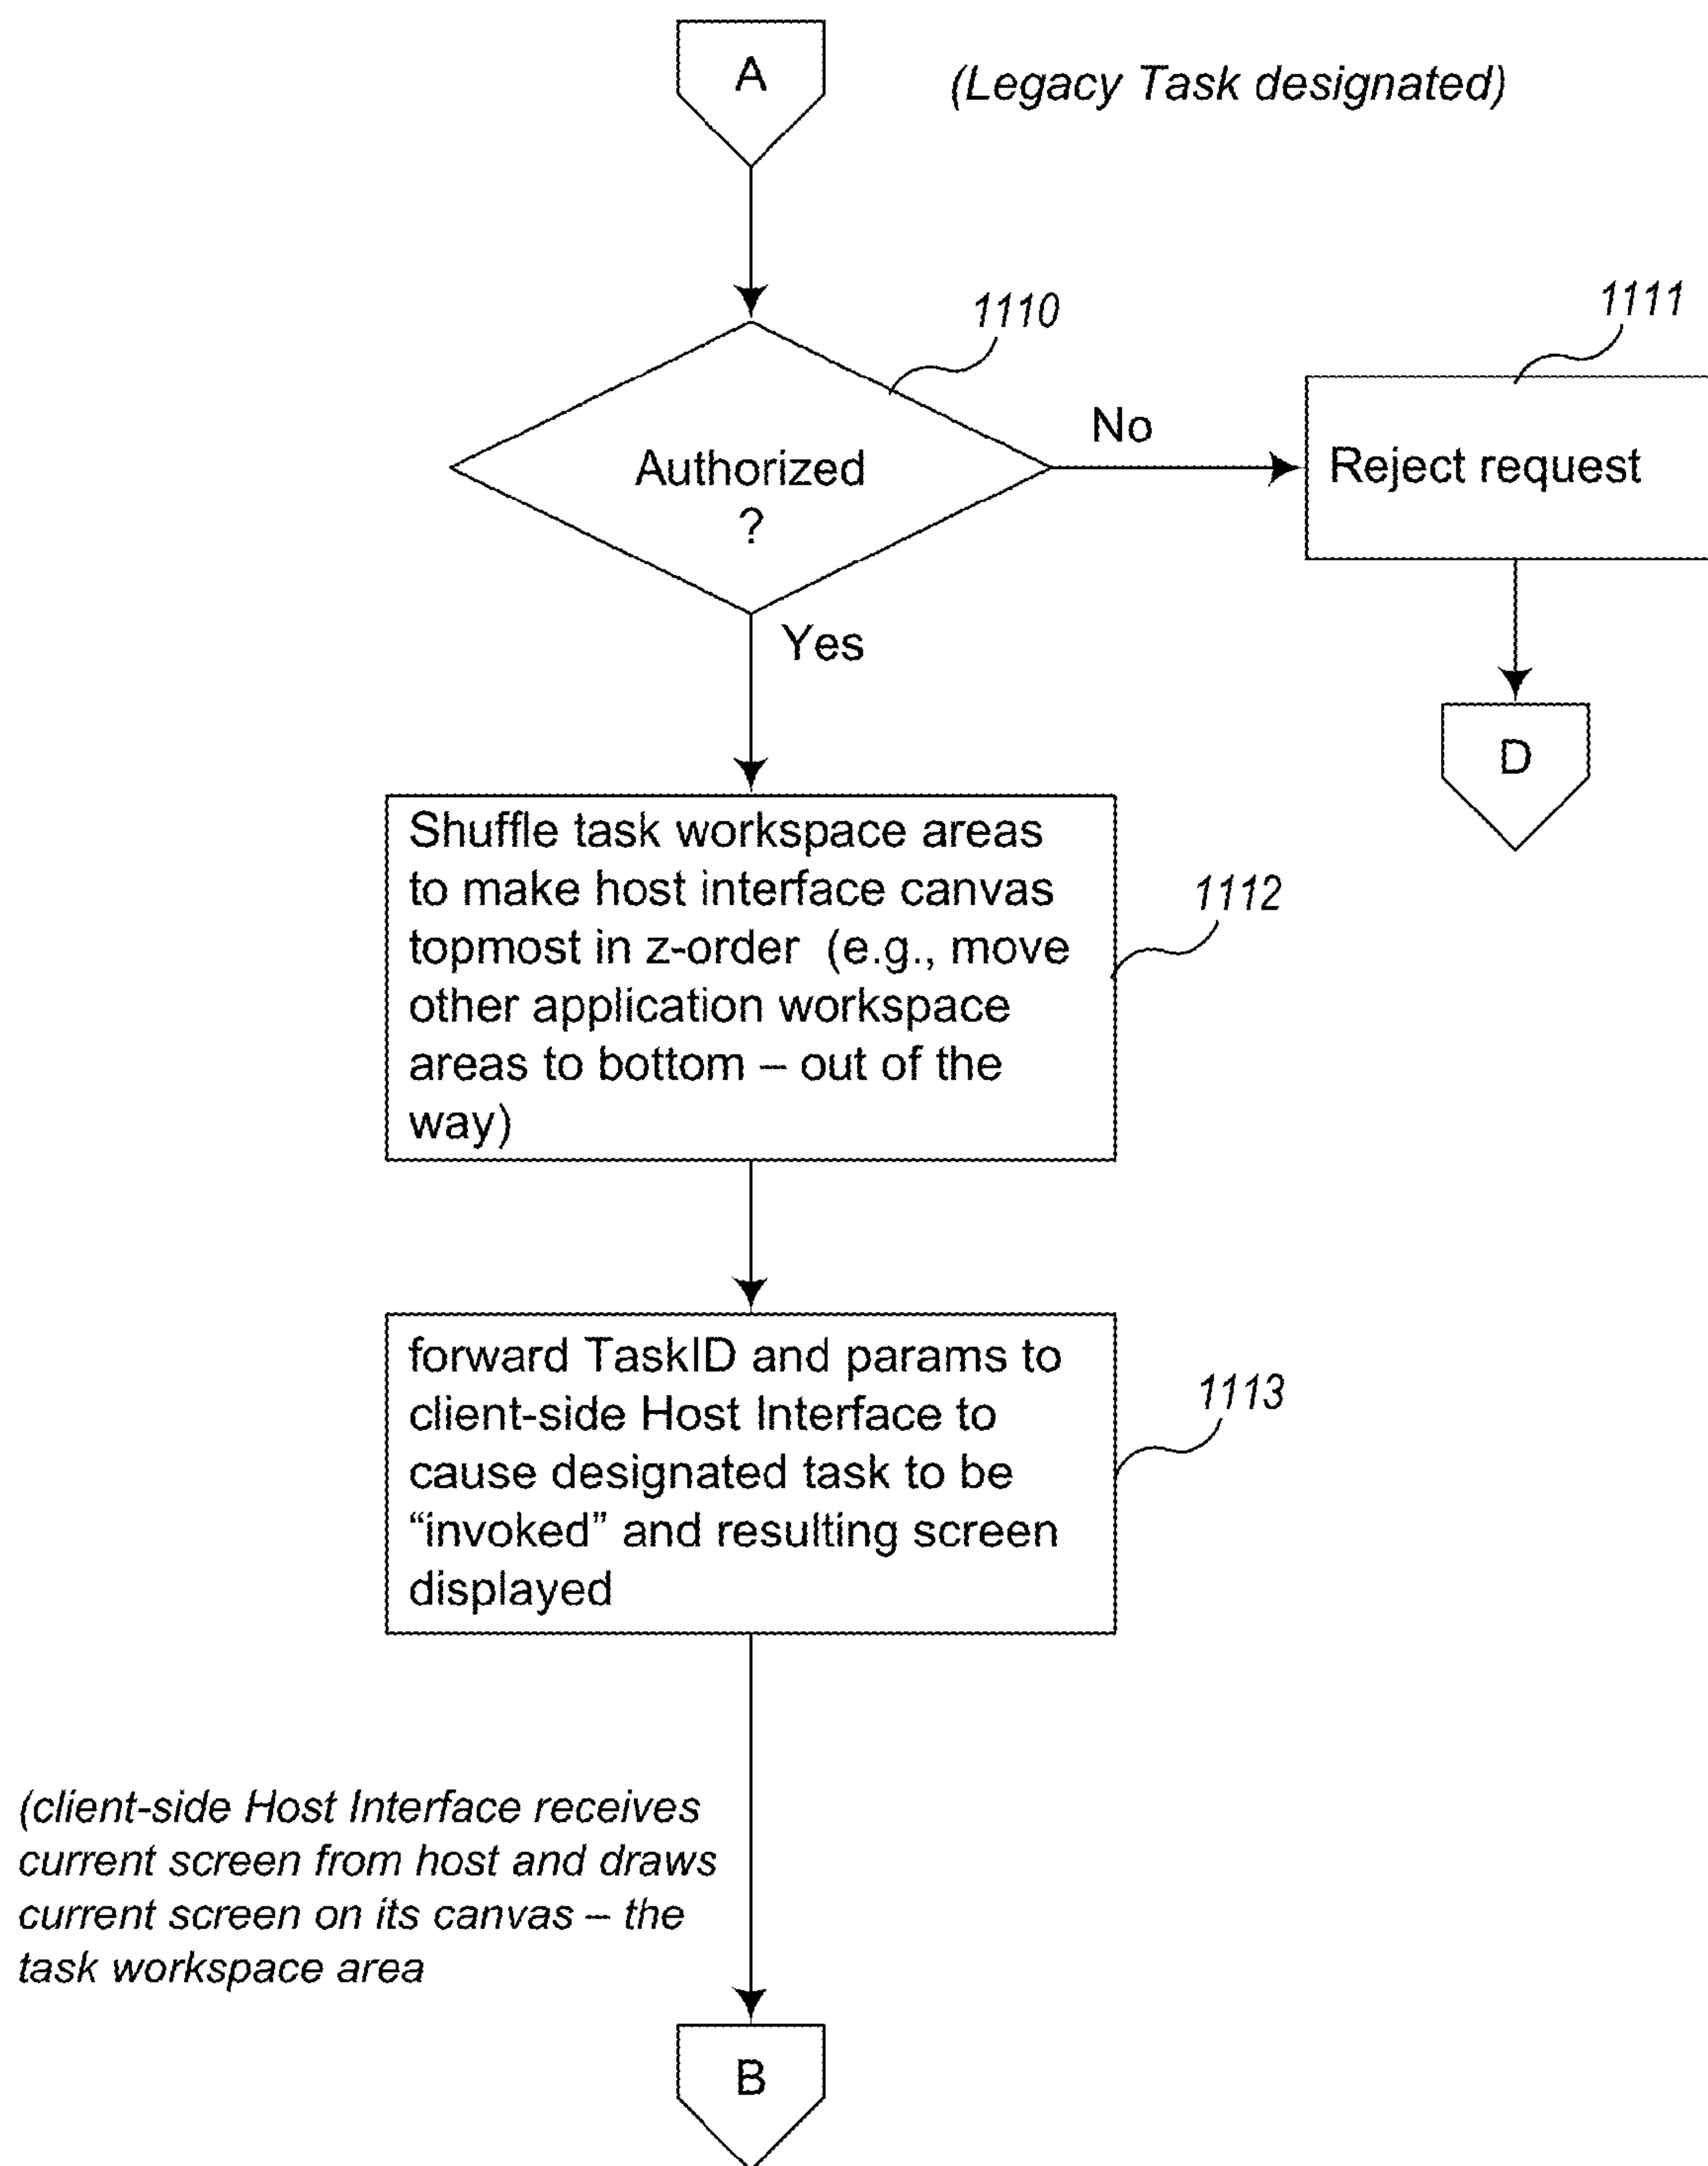 A
(Legacy Task designated)
1110
1111
Authorized
?
No
Reject request
Yes
D
Shuffle task workspace areas
to make host interface canvas
topmost in z-order (e.g., move
other application workspace
areas to bottom – out of the
way)
1112
forward TaskID and params to
client-side Host Interface to
cause designated task to be
“invoked” and resulting screen
displayed
1113
(client-side Host Interface receives
current screen from host and draws
current screen on its canvas – the
task workspace area
B